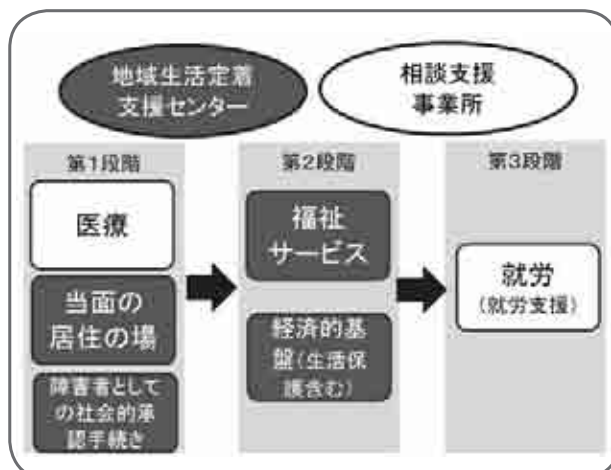 地域生活定着
支援センター
相談支援
事業所
第1段階
医療
当面の
居住の場
障害者として
の社会的承
認手続き
第2段階
福祉
サービス
経済的基
盤(生活保
護含む)
第3段階
就労
(就労支援)